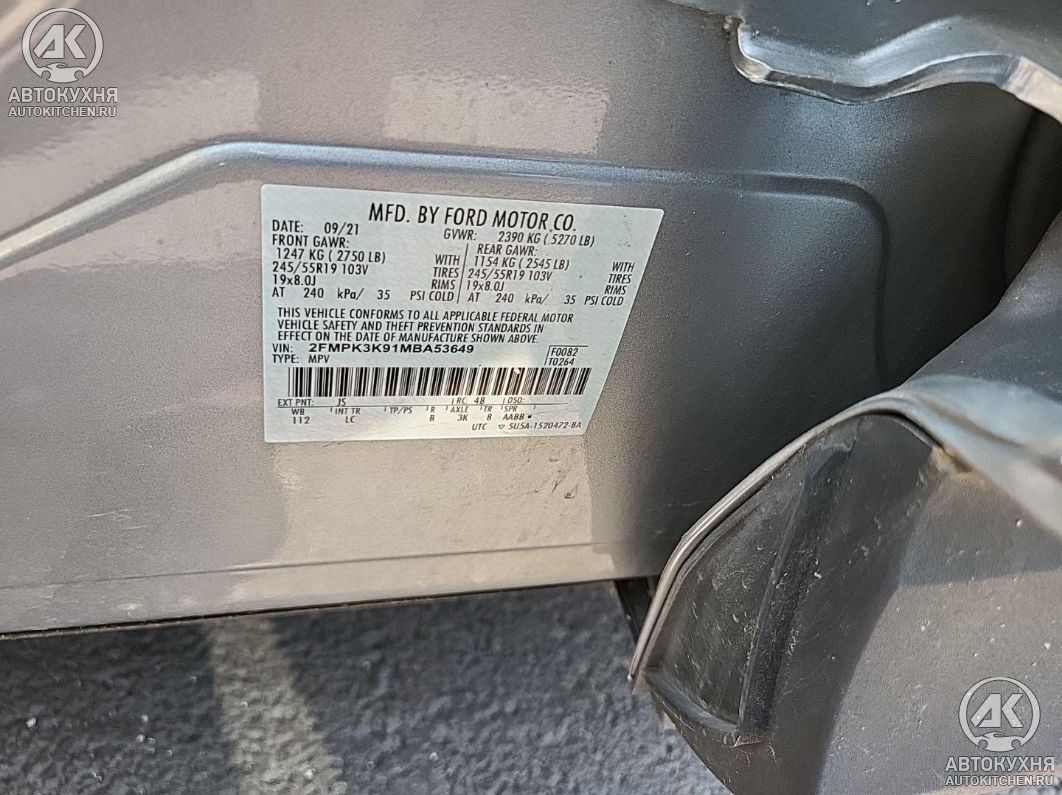 AK
АВТОКУХНЯ
AUTOKITCHEN.RU
MFD. BY FORD MOTOR CO.
DATE: 09/21 GVWR: 2390 KG ( 5270 LB)
FRONT GAWR: REAR GAWR:
1247 KG ( 2750 LB) WITH 1154 KG ( 2545 LB) WITH
245/55R19 103V TIRES 245/55R19 103V TIRES
19x8.0J RIMS 19x8.0J RIMS
AT 240 kPa/ 35 PSI COLD AT 240 kPa/ 35 PSI COLD
THIS VEHICLE CONFORMS TO ALL APPLICABLE FEDERAL MOTOR
VEHICLE SAFETY AND THEFT PREVENTION STANDARDS IN
EFFECT ON THE DATE OF MANUFACTURE SHOWN ABOVE.
VIN: 2FMPK3K91MBA53649 F0082
TYPE: MPV T0264
EXT PNT: JS RC: 48 DSO:
WB INT TR TP/PS R AXLE TR SPR
112 LC B 3K 8 AABB
UTC 5U5A-1520472-BA
AK
АВТОКУХНЯ
AUTOKITCHEN.RU